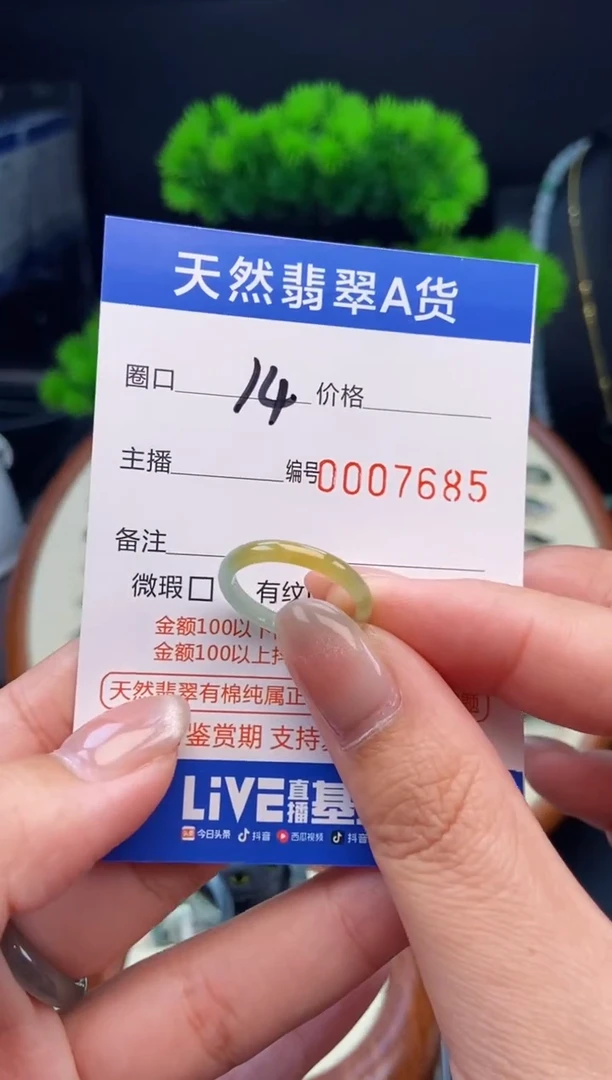 天然翡翠A货
圈口 14 价格
主播 编号0007685
备注
微瑕 有纹
金额100以下
金额100以上
天然翡翠有棉纯属正
鉴赏期 支持
LiVE直播基
今日头条 抖音 西瓜视频 抖音